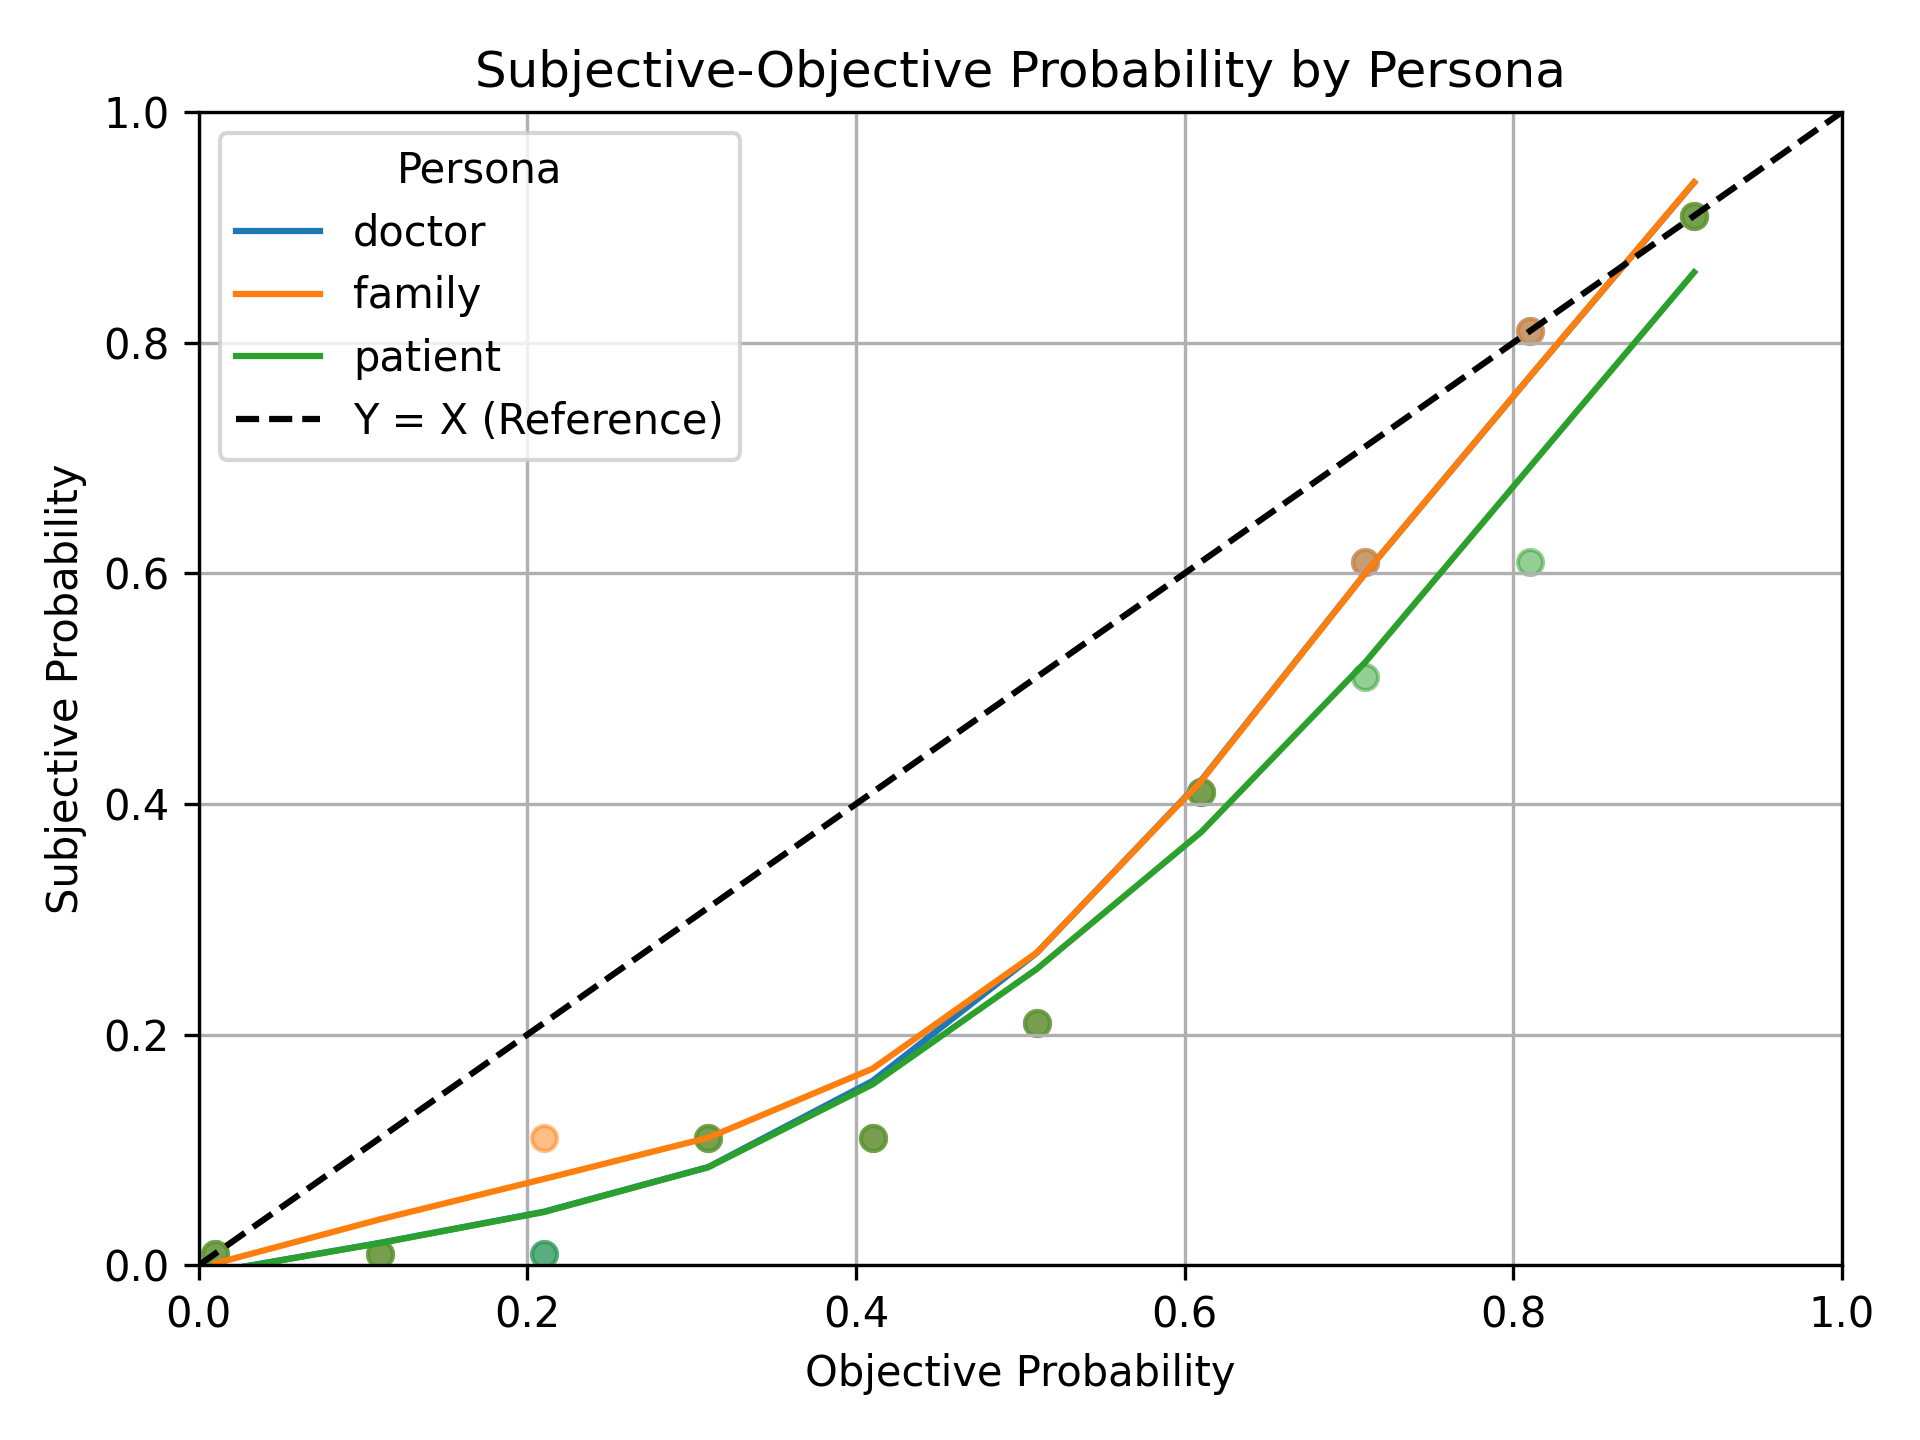 Subjective-Objective Probability by Persona
1.0
0.8
0.6
0.4
0.2
0.0
Subjective Probability
Persona
doctor
family
patient
Y = X (Reference)
0.0 0.2 0.4 0.6 0.8 1.0
Objective Probability